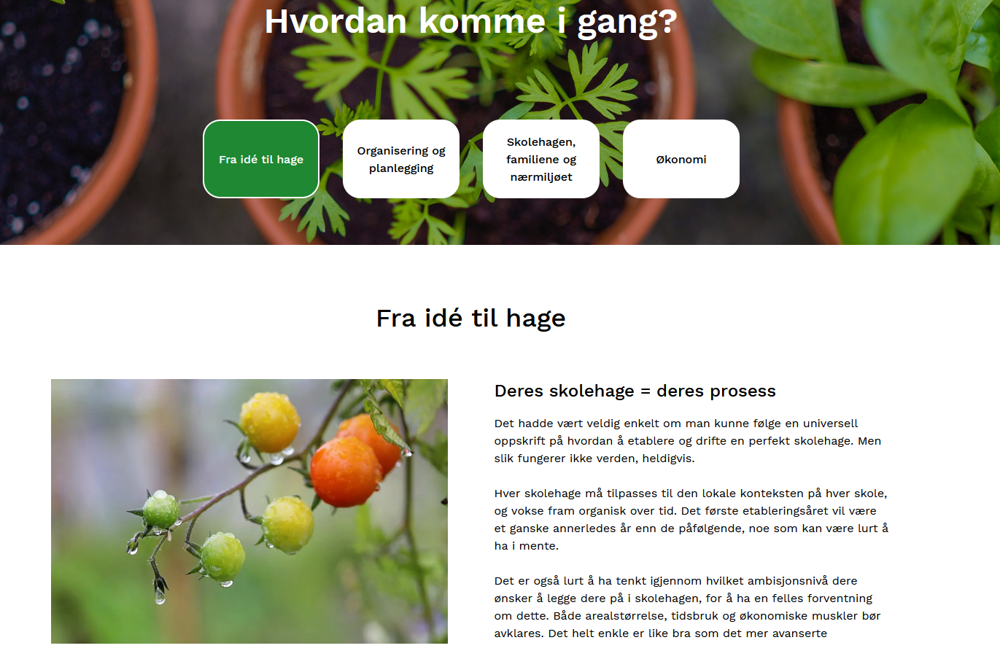 Hvordan komme i gang?
Fra idé til hage
Organisering og
planlegging
Skolehagen,
familiene og
nærmiljøet
Økonomi
Fra idé til hage
Deres skolehage = deres prosess
Det hadde vært veldig enkelt om man kunne følge en universell
oppskrift på hvordan å etablere og drifte en perfekt skolehage. Men
slik fungerer ikke verden, heldigvis.
Hver skolehage må tilpasses til den lokale konteksten på hver skole,
og vokse fram organisk over tid. Det første etableringsåret vil være
et ganske annerledes år enn de påfølgende, noe som kan være lurt å
ha i mente.
Det er også lurt å ha tenkt igjennom hvilket ambisjonsnivå dere
ønsker å legge dere på i skolehagen, for å ha en felles forventning
om dette. Både arealstørrelse, tidsbruk og økonomiske muskler bør
avklares. Det helt enkle er like bra som det mer avanserte